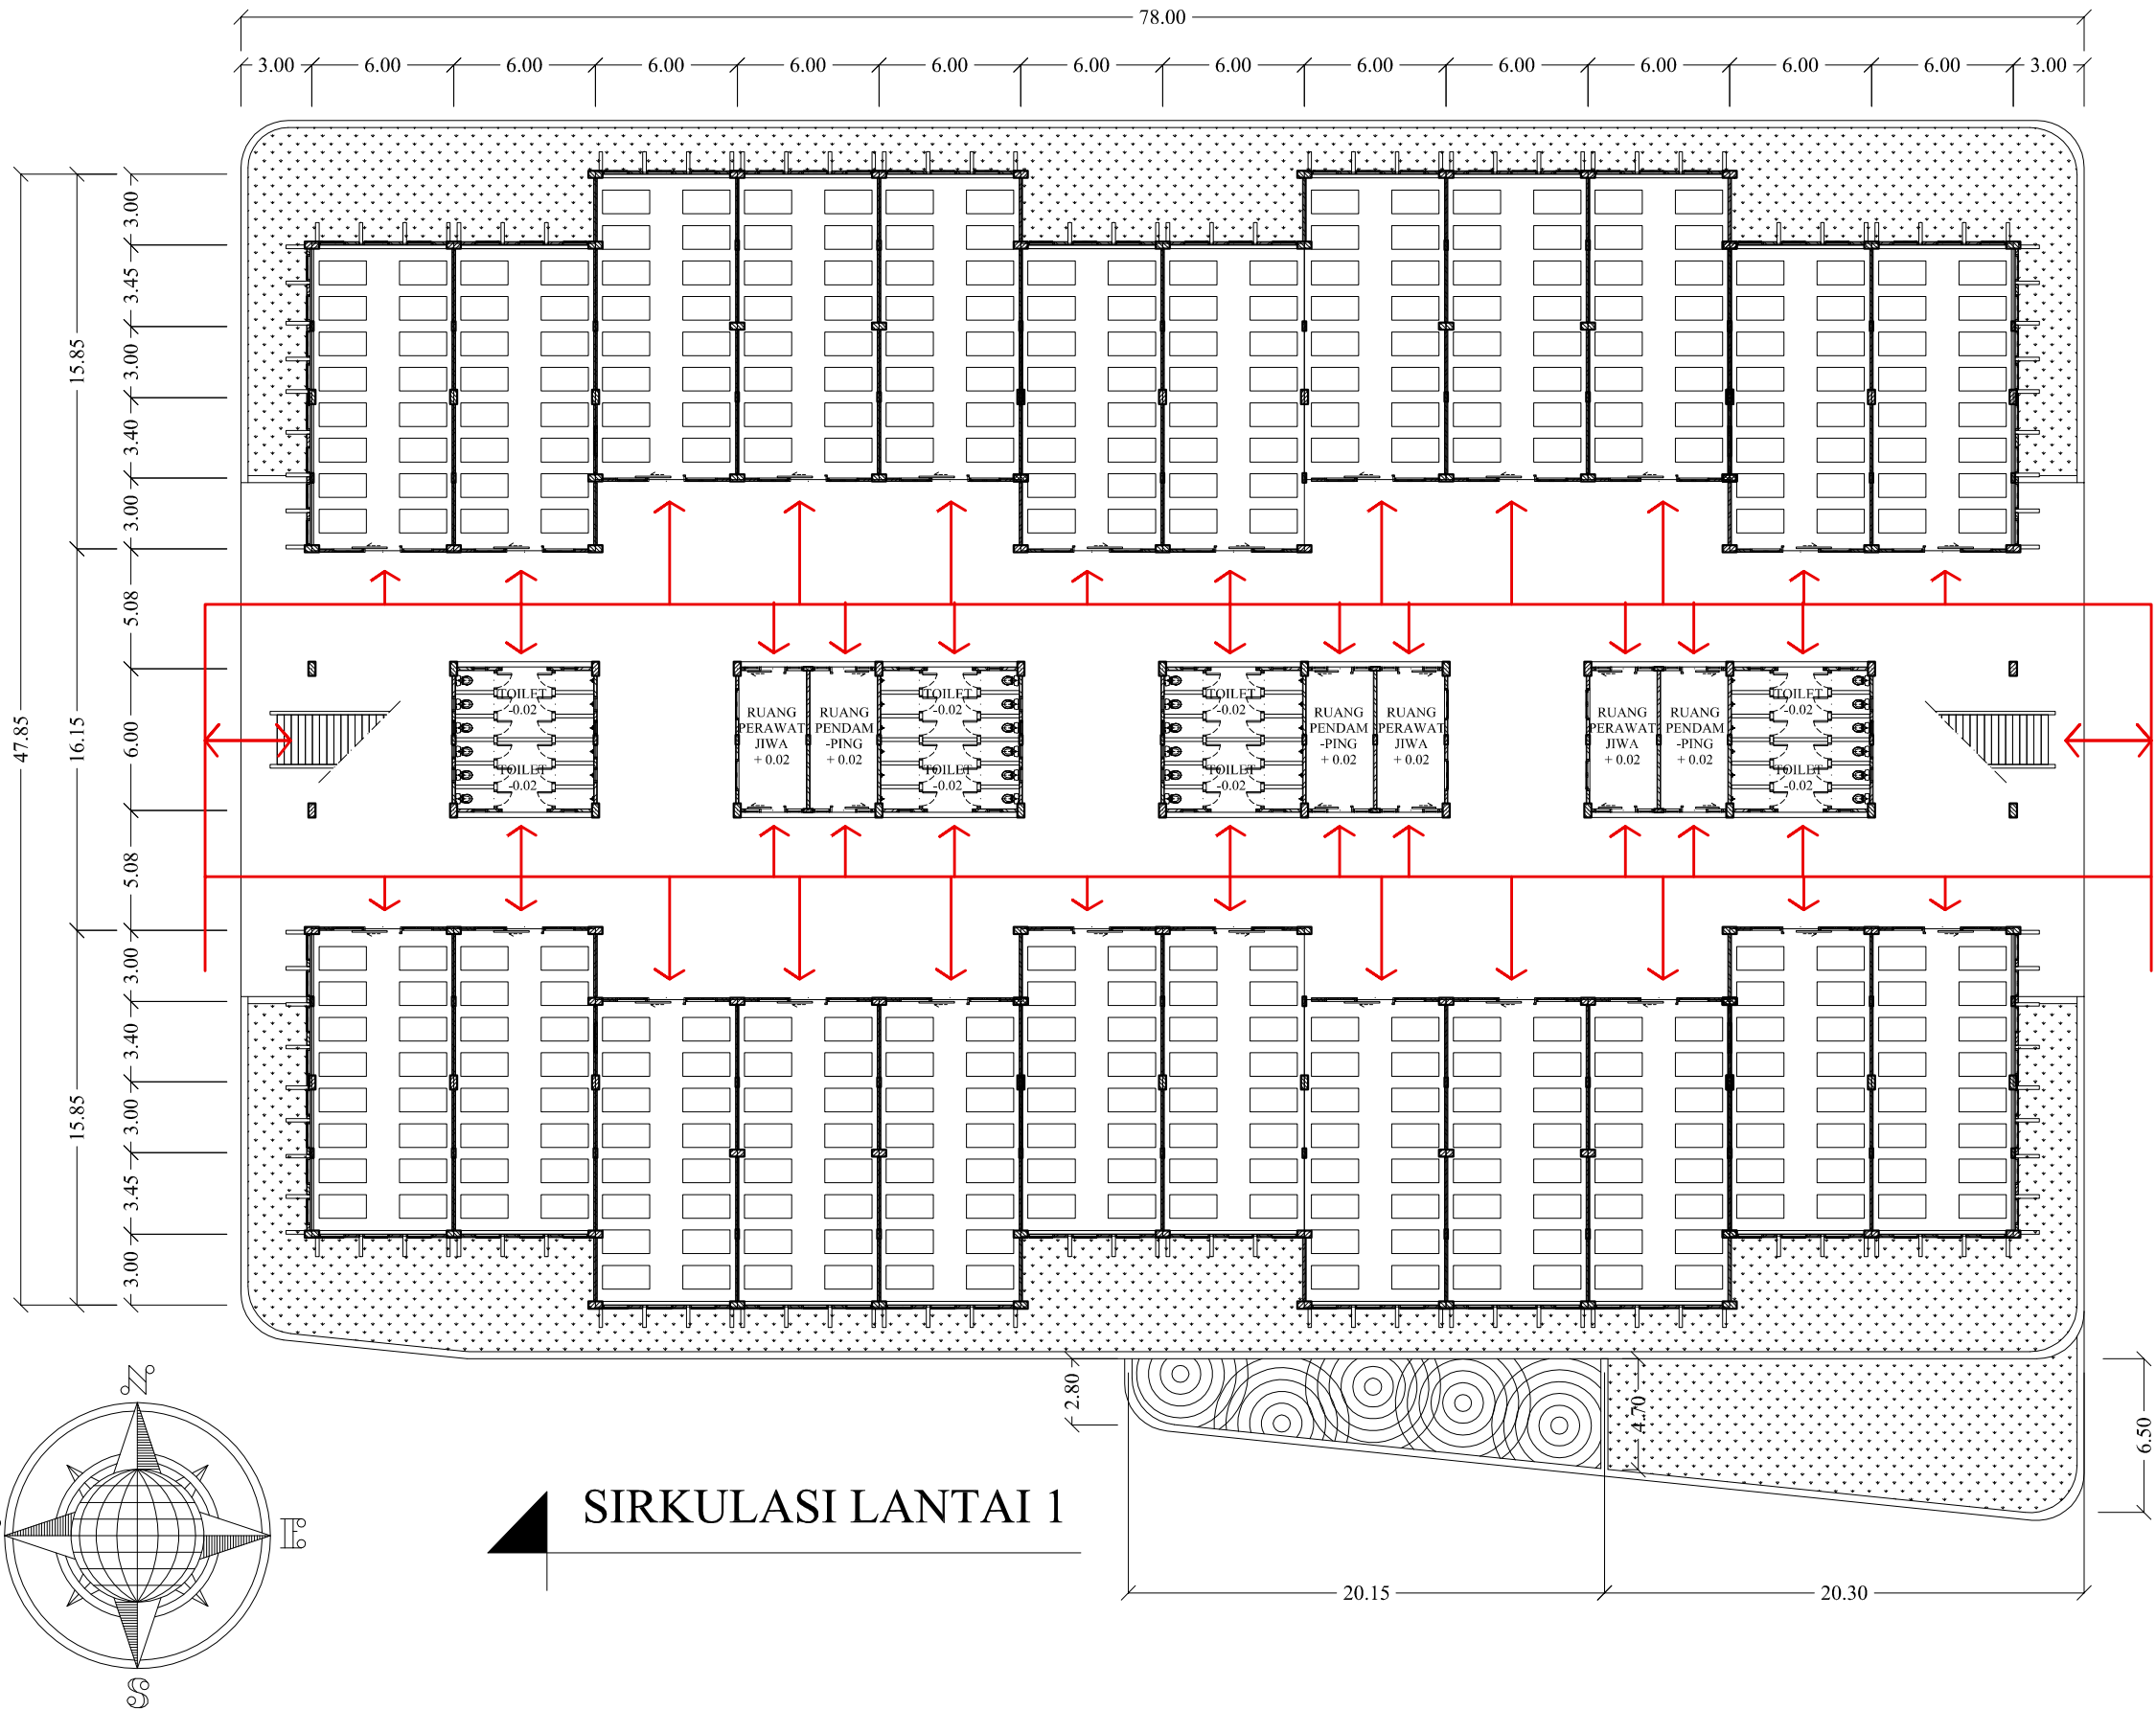 78.00
3.00 6.00 6.00 6.00 6.00 6.00 6.00 6.00 6.00 6.00 6.00 6.00 6.00 3.00
47.85
15.85
16.15
15.85
3.00
3.45
3.00
3.40
3.00
5.08
6.00
5.08
3.00
3.40
3.00
3.45
3.00
TOILET
-0.02
TOILET
-0.02
RUANG
PERAWAT
JIWA
+ 0.02
RUANG
PENDAM
-PING
+ 0.02
TOILET
-0.02
TOILET
-0.02
TOILET
-0.02
TOILET
-0.02
RUANG
PENDAM
-PING
+ 0.02
RUANG
PERAWAT
JIWA
+ 0.02
RUANG
PERAWAT
JIWA
+ 0.02
RUANG
PENDAM
-PING
+ 0.02
TOILET
-0.02
TOILET
-0.02
2.80
4.70
6.50
20.15
20.30
N
E
S
SIRKULASI LANTAI 1